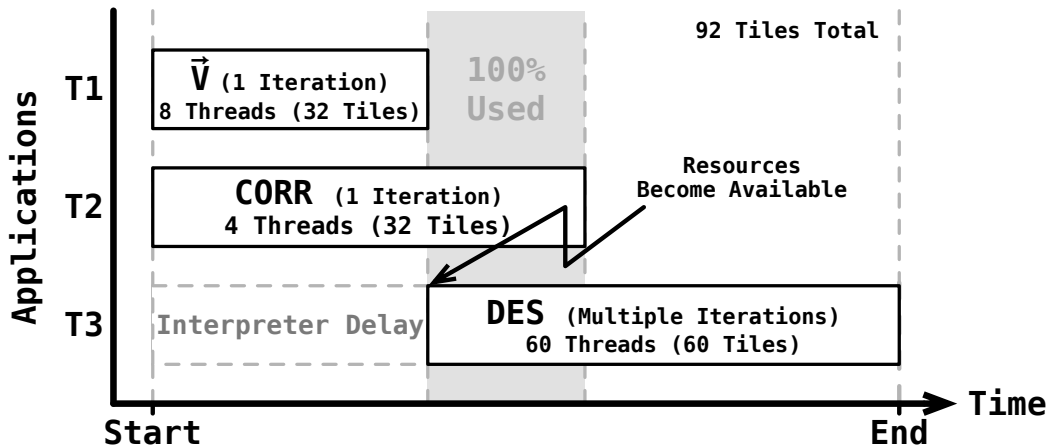 92 Tiles Total
Applications
T1
V⃗ (1 Iteration)
8 Threads (32 Tiles)
100%
Used
Resources
Become Available
T2
CORR (1 Iteration)
4 Threads (32 Tiles)
T3
Interpreter Delay
DES (Multiple Iterations)
60 Threads (60 Tiles)
Time
Start
End